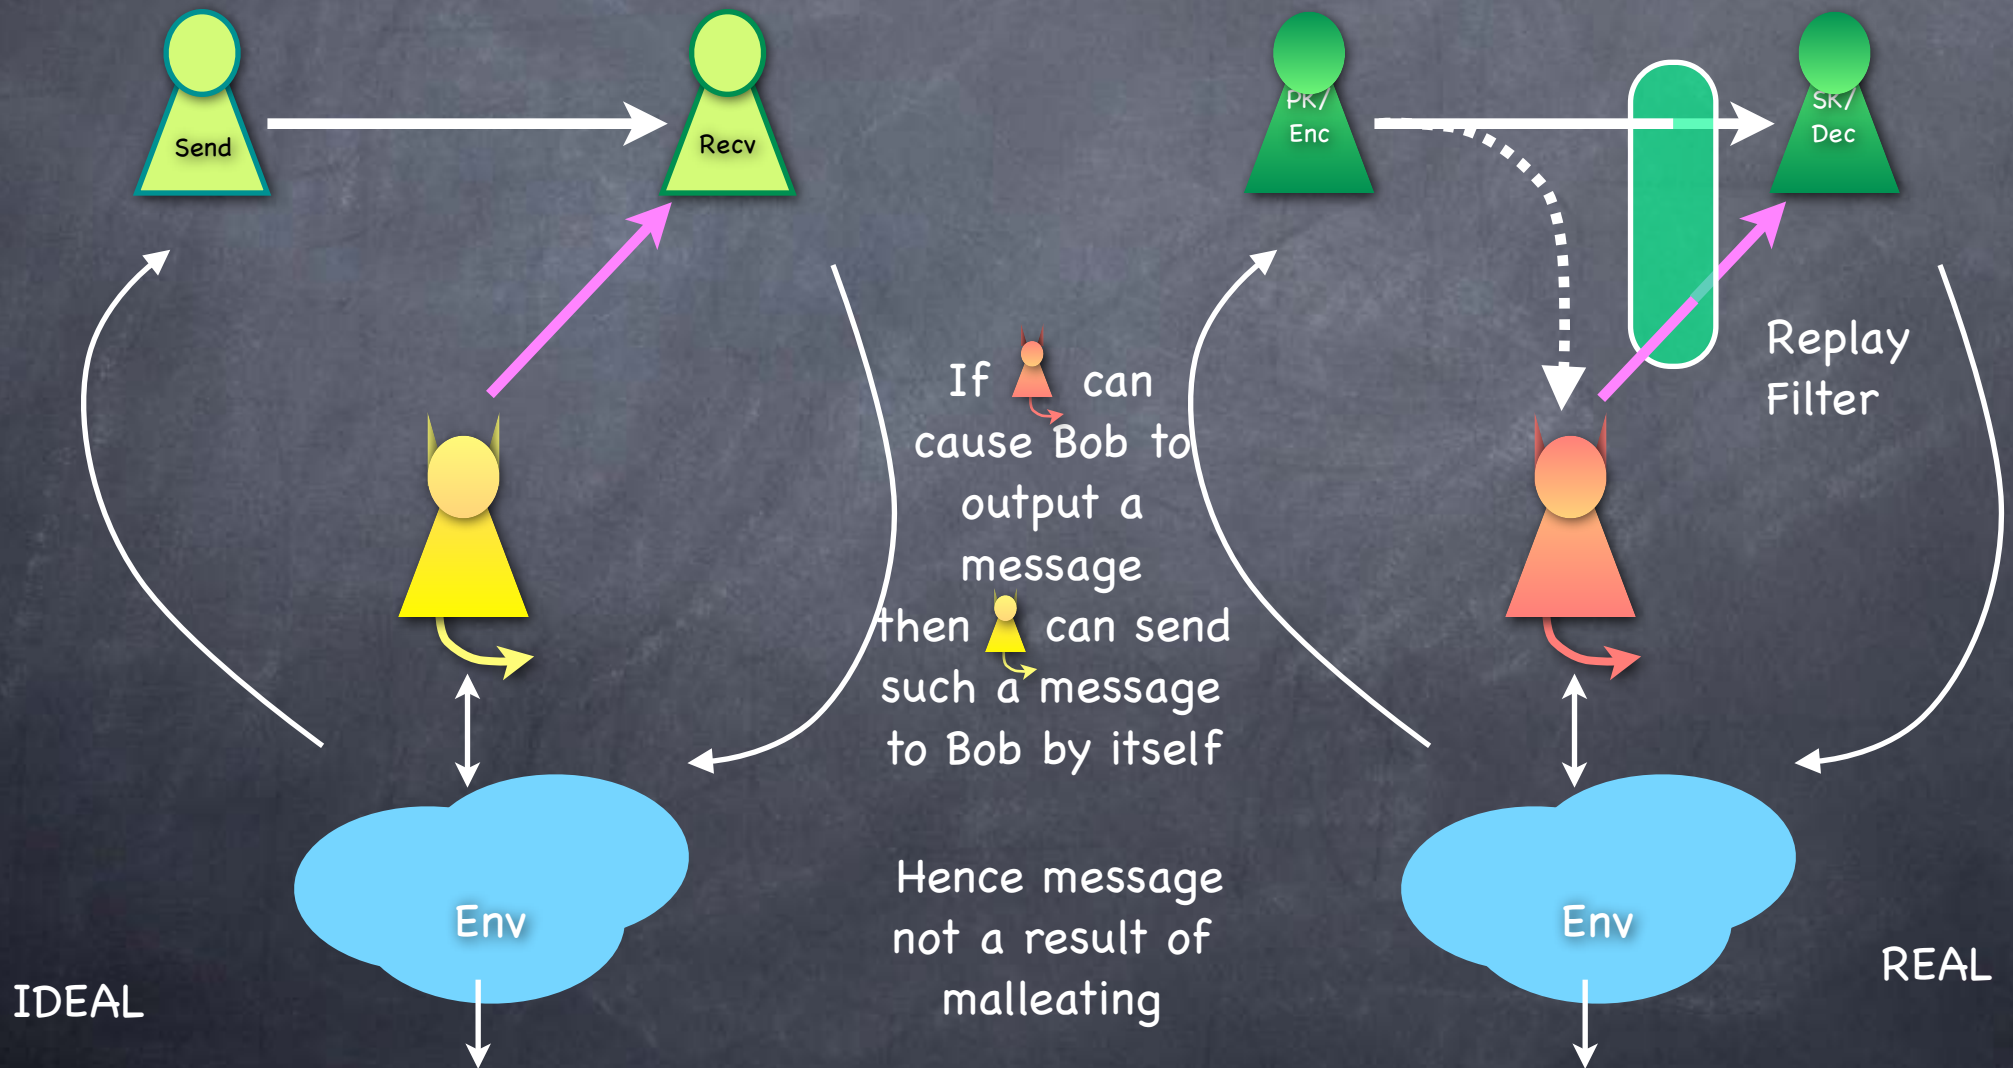 Send
Recv
PK/
Enc
SK/
Dec
Replay
Filter
If can
cause Bob to
output a
message
then can send
such a message
to Bob by itself
Hence message
not a result of
malleating
Env
Env
IDEAL
REAL